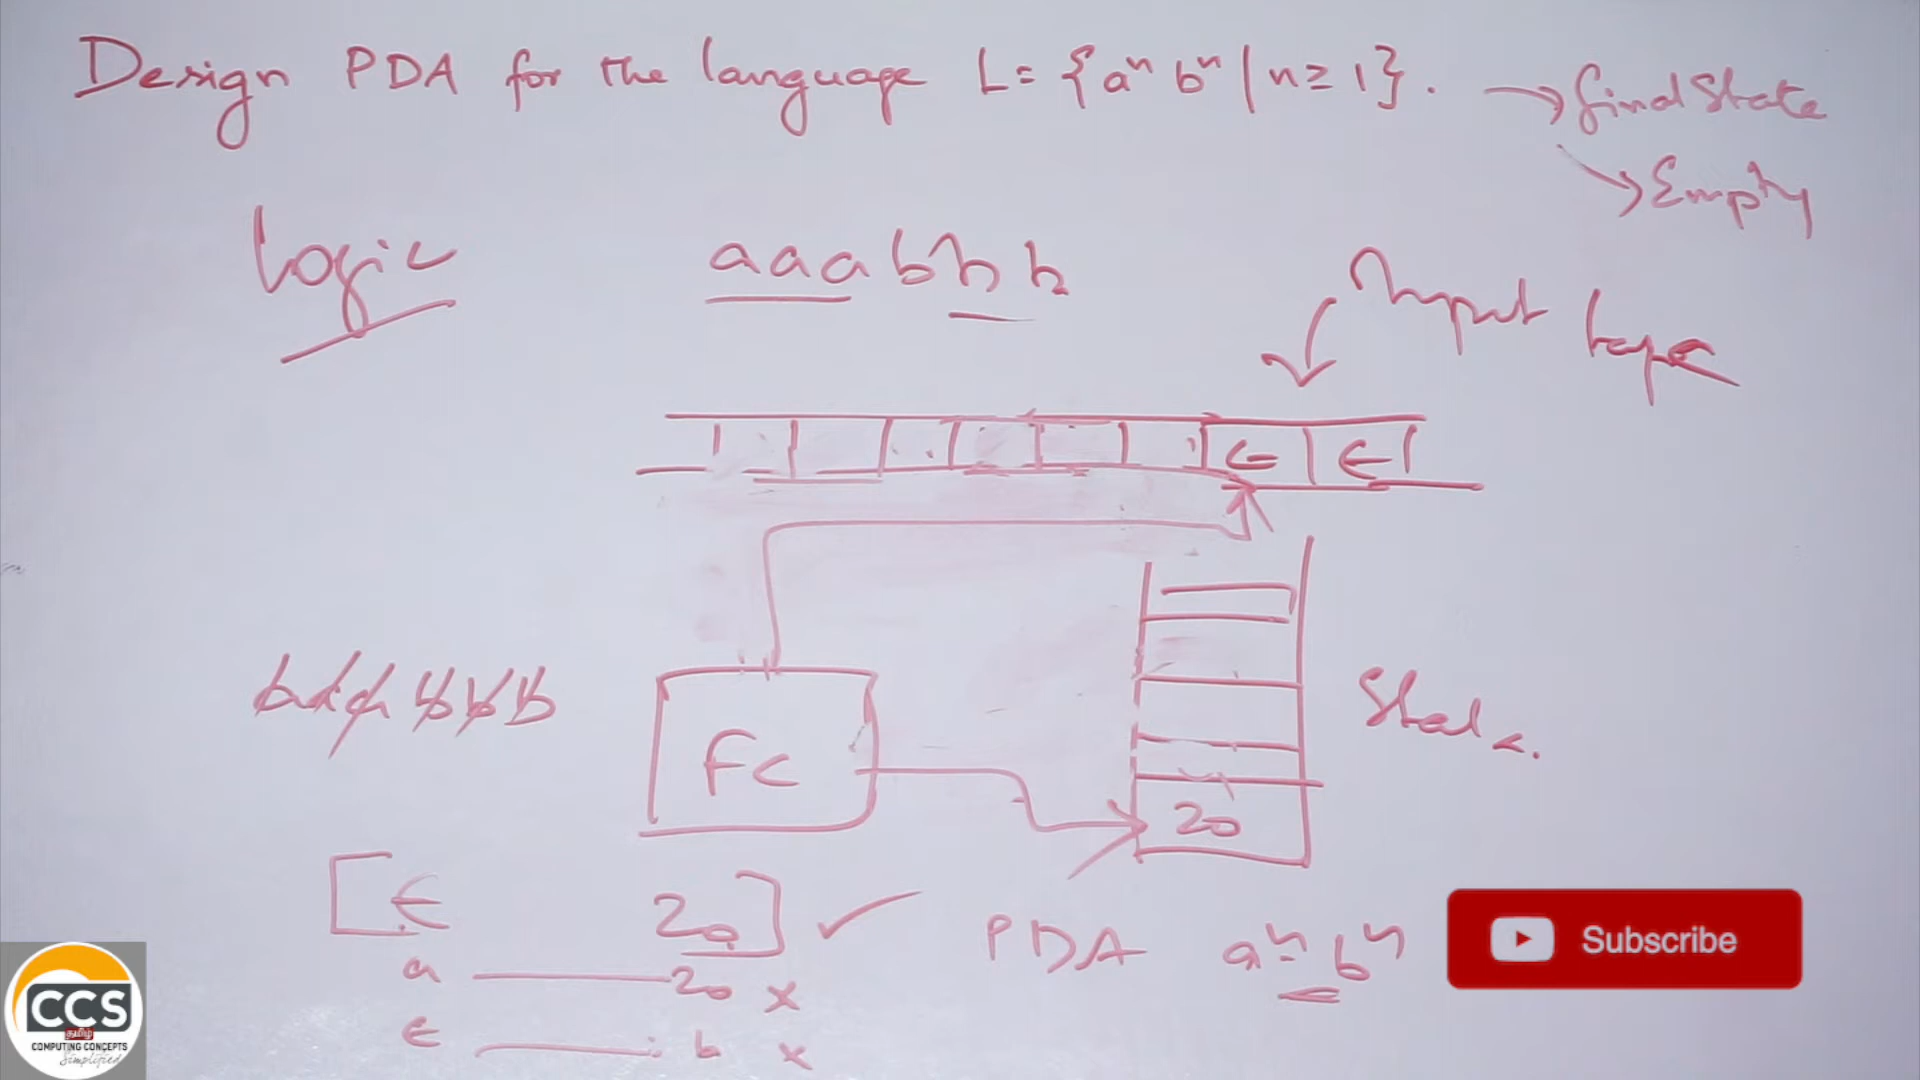 Design PDA for the language L = {aⁿ bⁿ | n ≥ 1}. → final state
→ Empty
Logic
aaabbb
Input tape
ϵ ϵ
FC
Z0
ϵ Z0 ✓
a Z0 x
ϵ b x
PDA aⁿ bⁿ
Subscribe
CCS
தமிழ்
COMPUTING CONCEPTS
Simplified